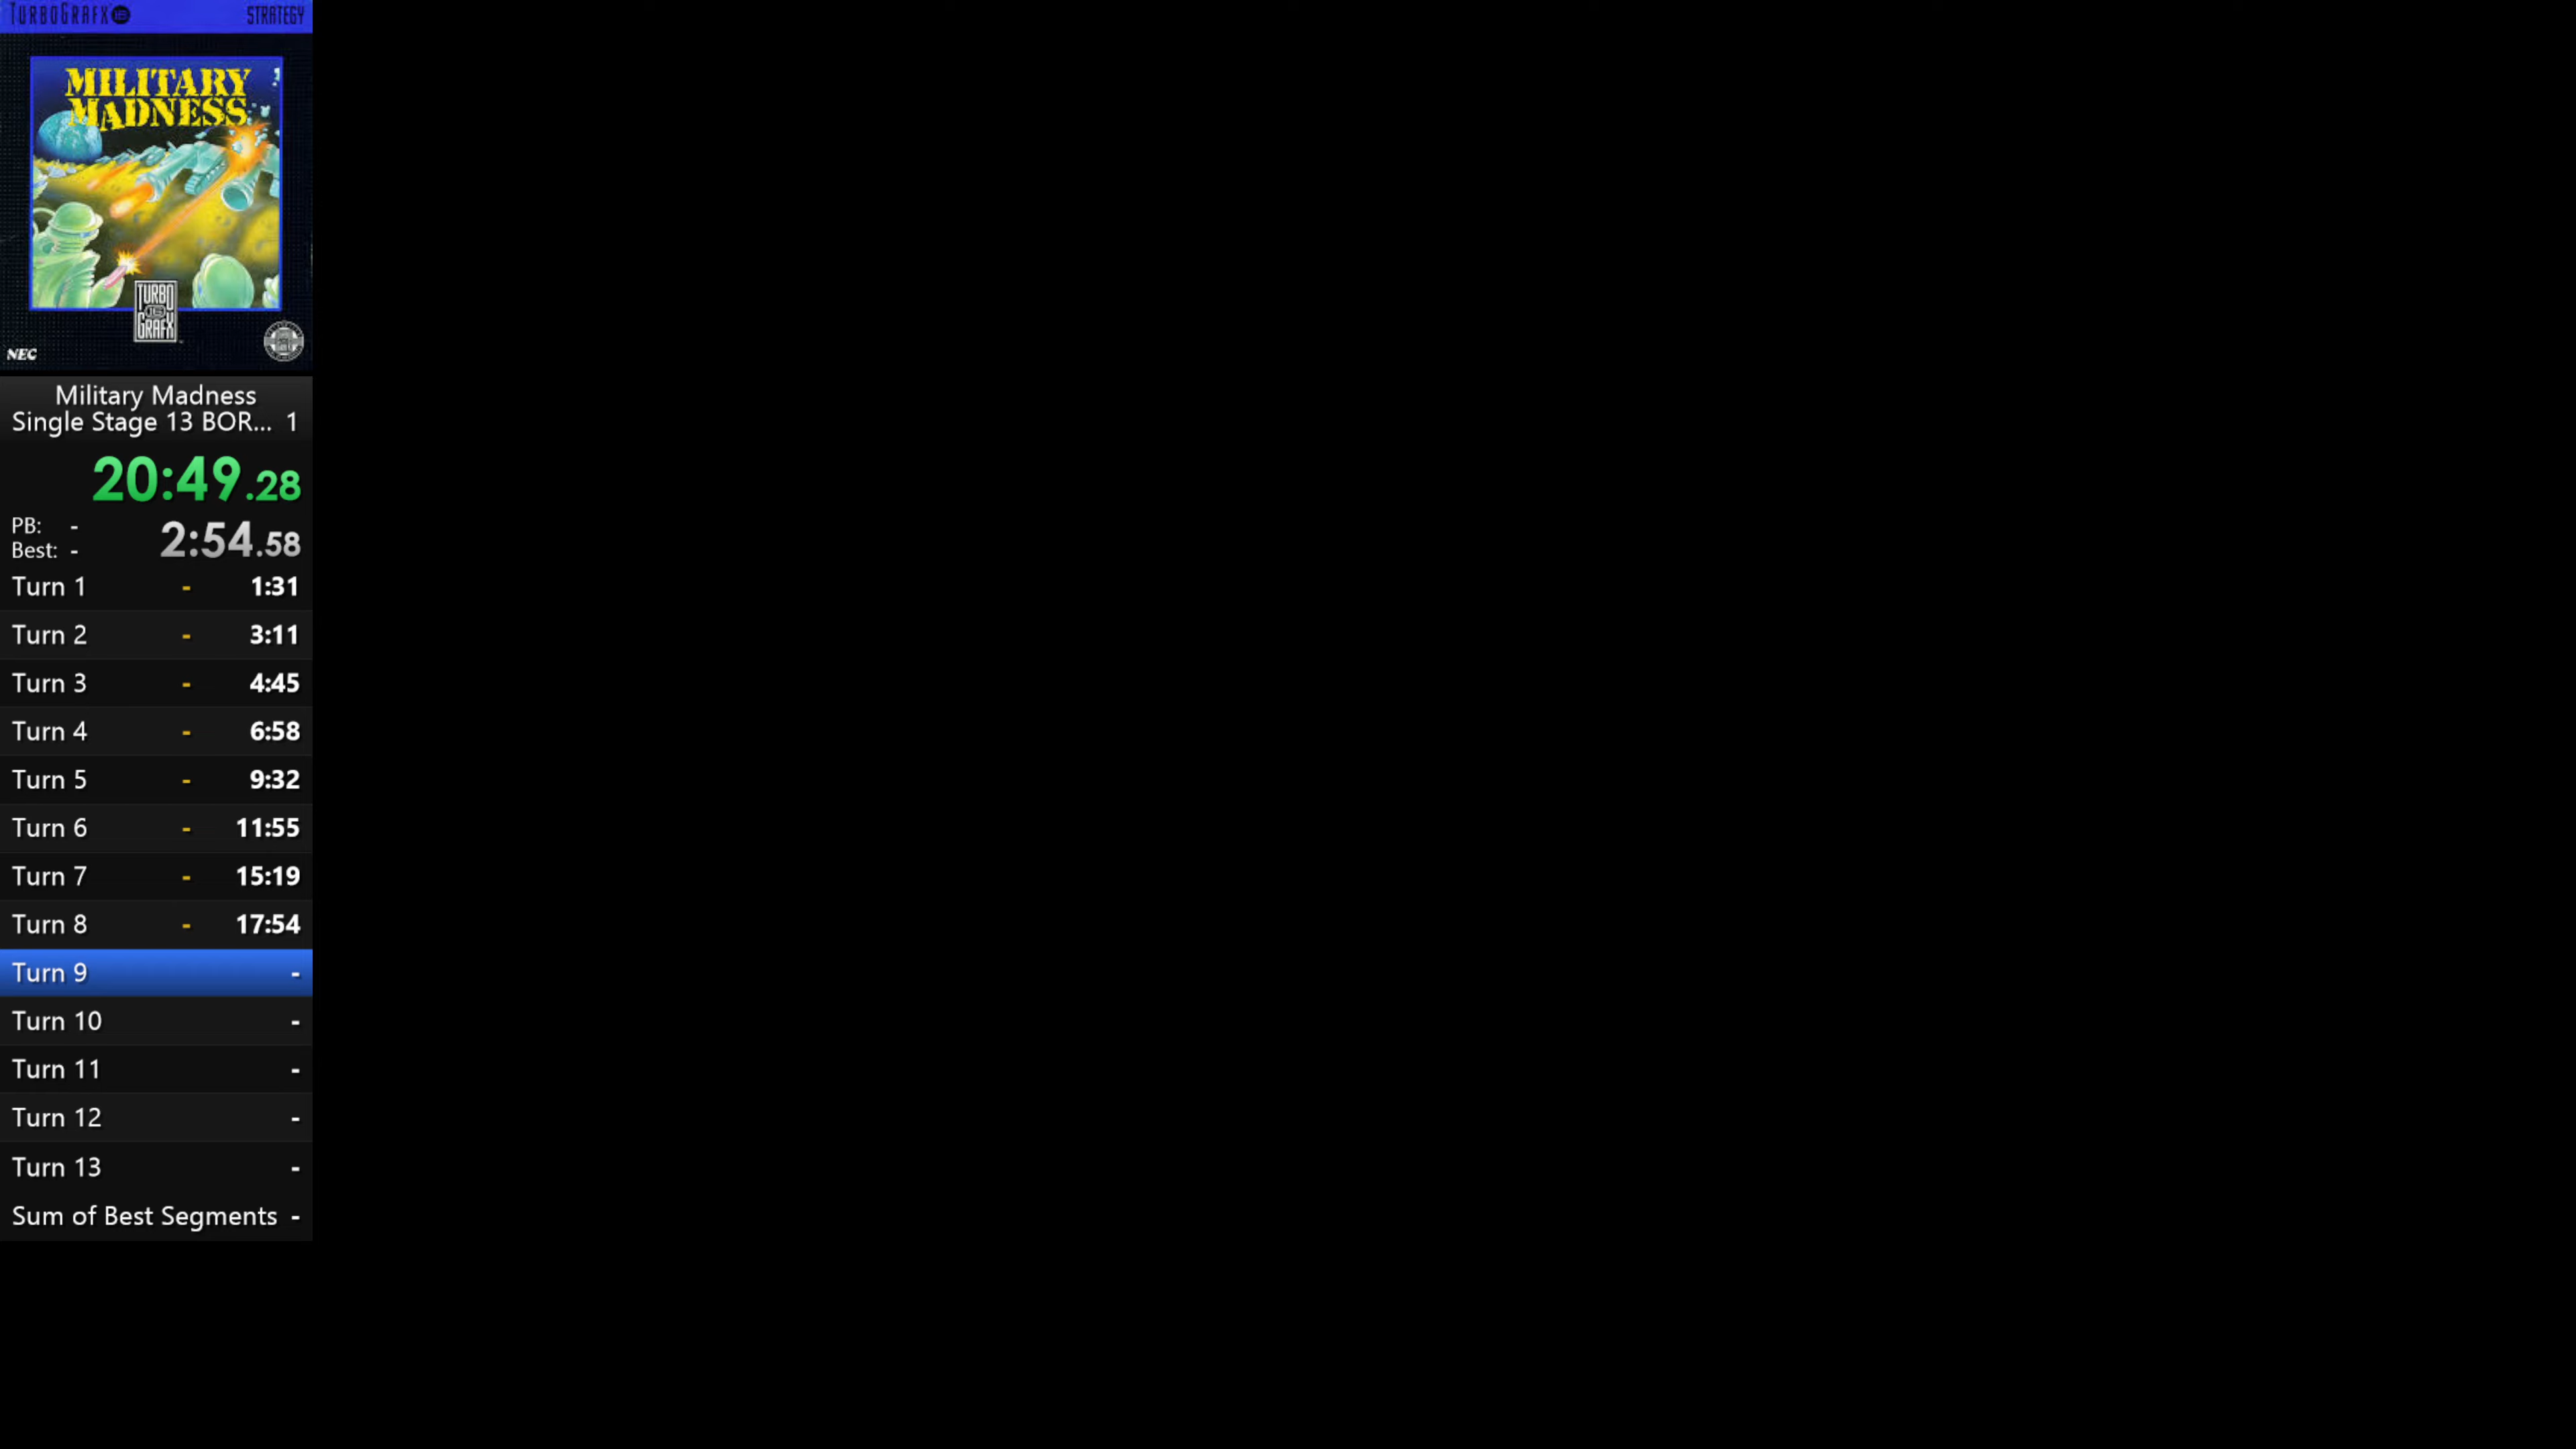 TURBOGRAFX 16 STRATEGY
MILITARY
MADNESS
TURBO
16
GRAFX
NEC
Military Madness
Single Stage 13 BOR... 1
20:49.28
PB: -
Best: -
2:54.58
Turn 1 - 1:31
Turn 2 - 3:11
Turn 3 - 4:45
Turn 4 - 6:58
Turn 5 - 9:32
Turn 6 - 11:55
Turn 7 - 15:19
Turn 8 - 17:54
Turn 9 -
Turn 10 -
Turn 11 -
Turn 12 -
Turn 13 -
Sum of Best Segments -